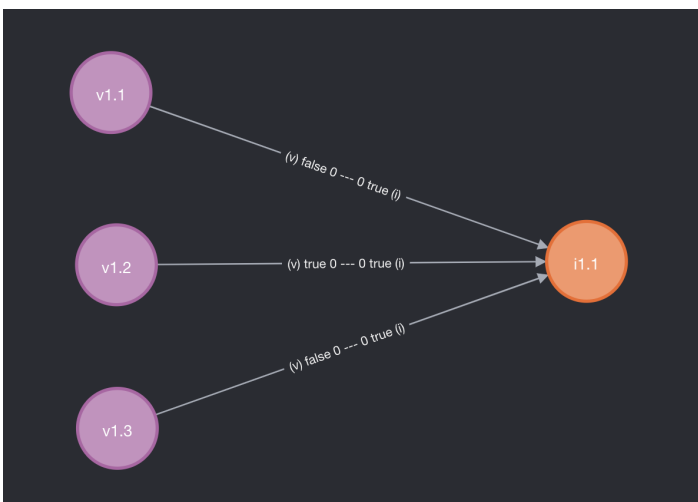 v1.1
(v) false 0 --- 0 true (i)
v1.2
(v) true 0 --- 0 true (i)
i1.1
(v) false 0 --- 0 true (i)
v1.3